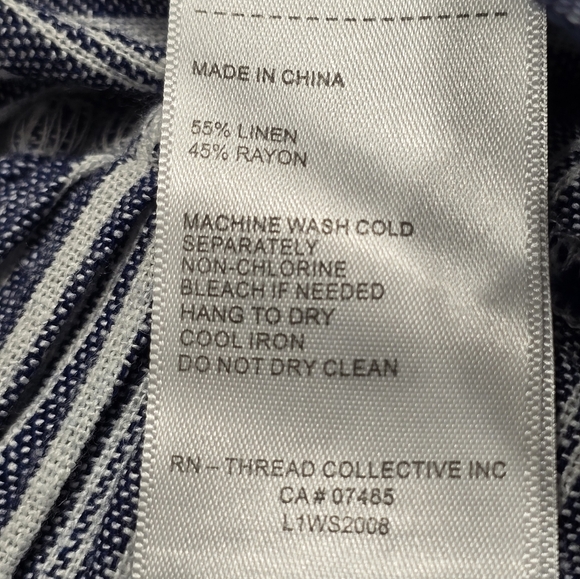 MADE IN CHINA
55% LINEN
45% RAYON
MACHINE WASH COLD
SEPARATELY
NON-CHLORINE
BLEACH IF NEEDED
HANG TO DRY
COOL IRON
DO NOT DRY CLEAN
RN – THREAD COLLECTIVE INC
CA # 07485
L1WS2008